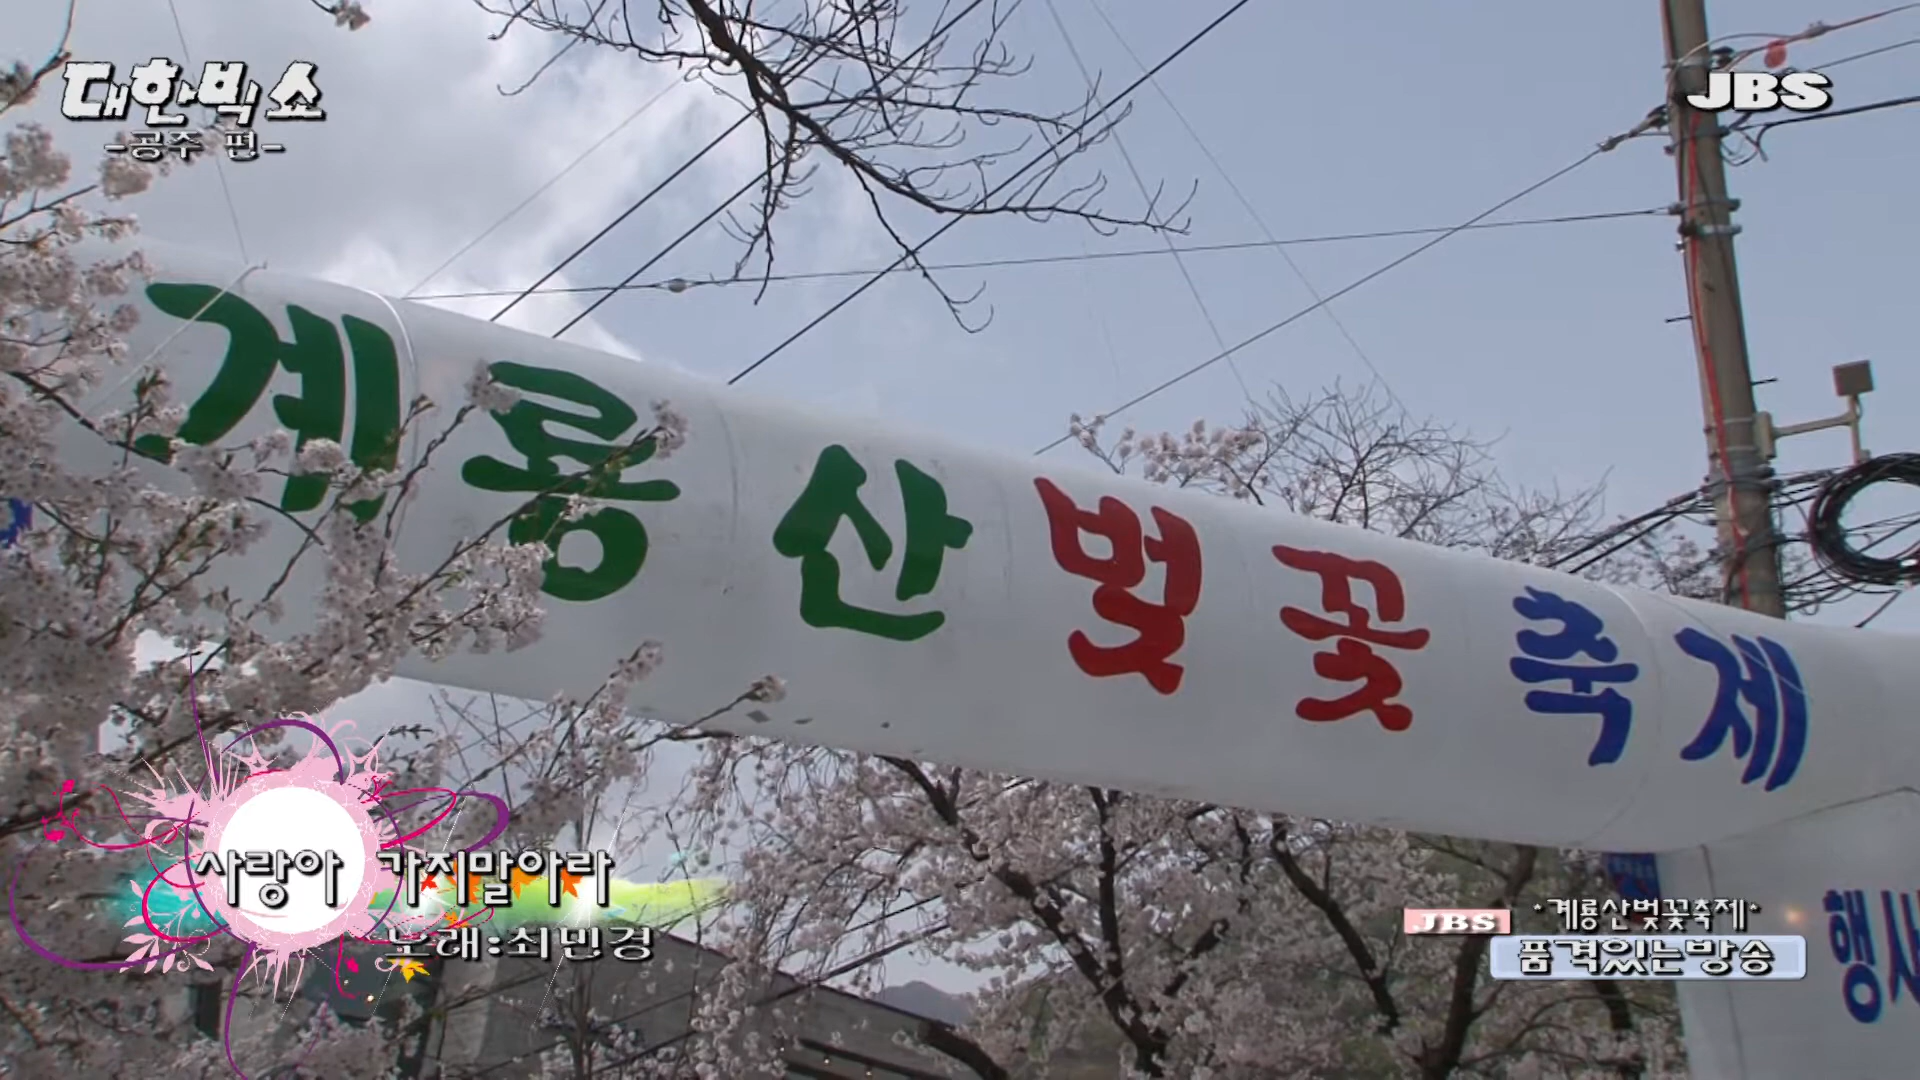 대한빅쇼
-공주 편-
JBS
계룡산벚꽃축제
사랑아 가지말아라
노래:최민경
JBS
*계룡산벚꽃축제*
품격있는방송
행사